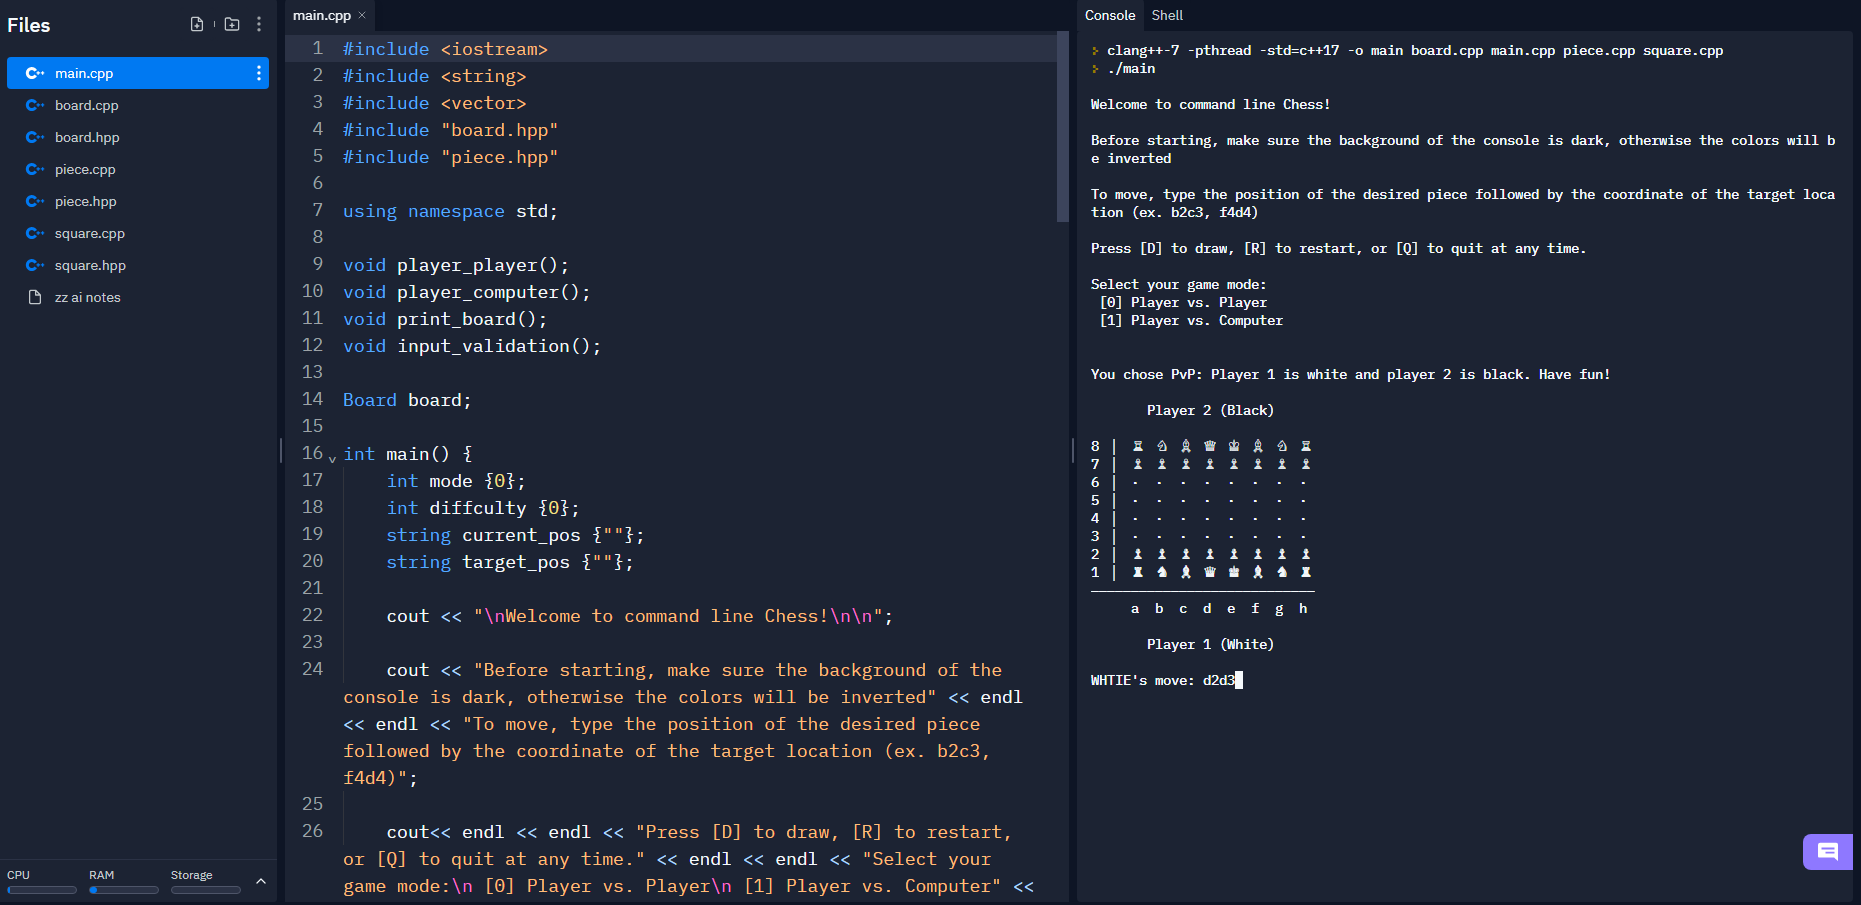 Files
main.cpp
board.cpp
board.hpp
piece.cpp
piece.hpp
square.cpp
square.hpp
zz ai notes
CPU
RAM
Storage
main.cpp ×
1 #include <iostream>
2 #include <string>
3 #include <vector>
4 #include "board.hpp"
5 #include "piece.hpp"
6
7 using namespace std;
8
9 void player_player();
10 void player_computer();
11 void print_board();
12 void input_validation();
13
14 Board board;
15
16 int main() {
17 int mode {0};
18 int diffculty {0};
19 string current_pos {""};
20 string target_pos {""};
21
22 cout << "\nWelcome to command line Chess!\n\n";
23
24 cout << "Before starting, make sure the background of the
console is dark, otherwise the colors will be inverted" << endl
<< endl << "To move, type the position of the desired piece
followed by the coordinate of the target location (ex. b2c3,
f4d4)";
25
26 cout<< endl << endl << "Press [D] to draw, [R] to restart,
or [Q] to quit at any time." << endl << endl << "Select your
game mode:\n [0] Player vs. Player\n [1] Player vs. Computer" <<
Console Shell
clang++-7 -pthread -std=c++17 -o main board.cpp main.cpp piece.cpp square.cpp
./main
Welcome to command line Chess!
Before starting, make sure the background of the console is dark, otherwise the colors will b
e inverted
To move, type the position of the desired piece followed by the coordinate of the target loca
tion (ex. b2c3, f4d4)
Press [D] to draw, [R] to restart, or [Q] to quit at any time.
Select your game mode:
[0] Player vs. Player
[1] Player vs. Computer
You chose PvP: Player 1 is white and player 2 is black. Have fun!
Player 2 (Black)
8 | ♖ ♘ ♗ ♕ ♔ ♗ ♘ ♖
7 | ♙ ♙ ♙ ♙ ♙ ♙ ♙ ♙
6 | · · · · · · · ·
5 | · · · · · · · ·
4 | · · · · · · · ·
3 | · · · · · · · ·
2 | ♟ ♟ ♟ ♟ ♟ ♟ ♟ ♟
1 | ♜ ♞ ♝ ♛ ♚ ♝ ♞ ♜
a b c d e f g h
Player 1 (White)
WHTIE's move: d2d3